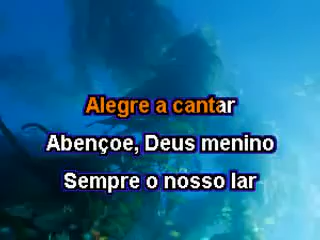 Alegre a cantar
Abençoe, Deus menino
Sempre o nosso lar